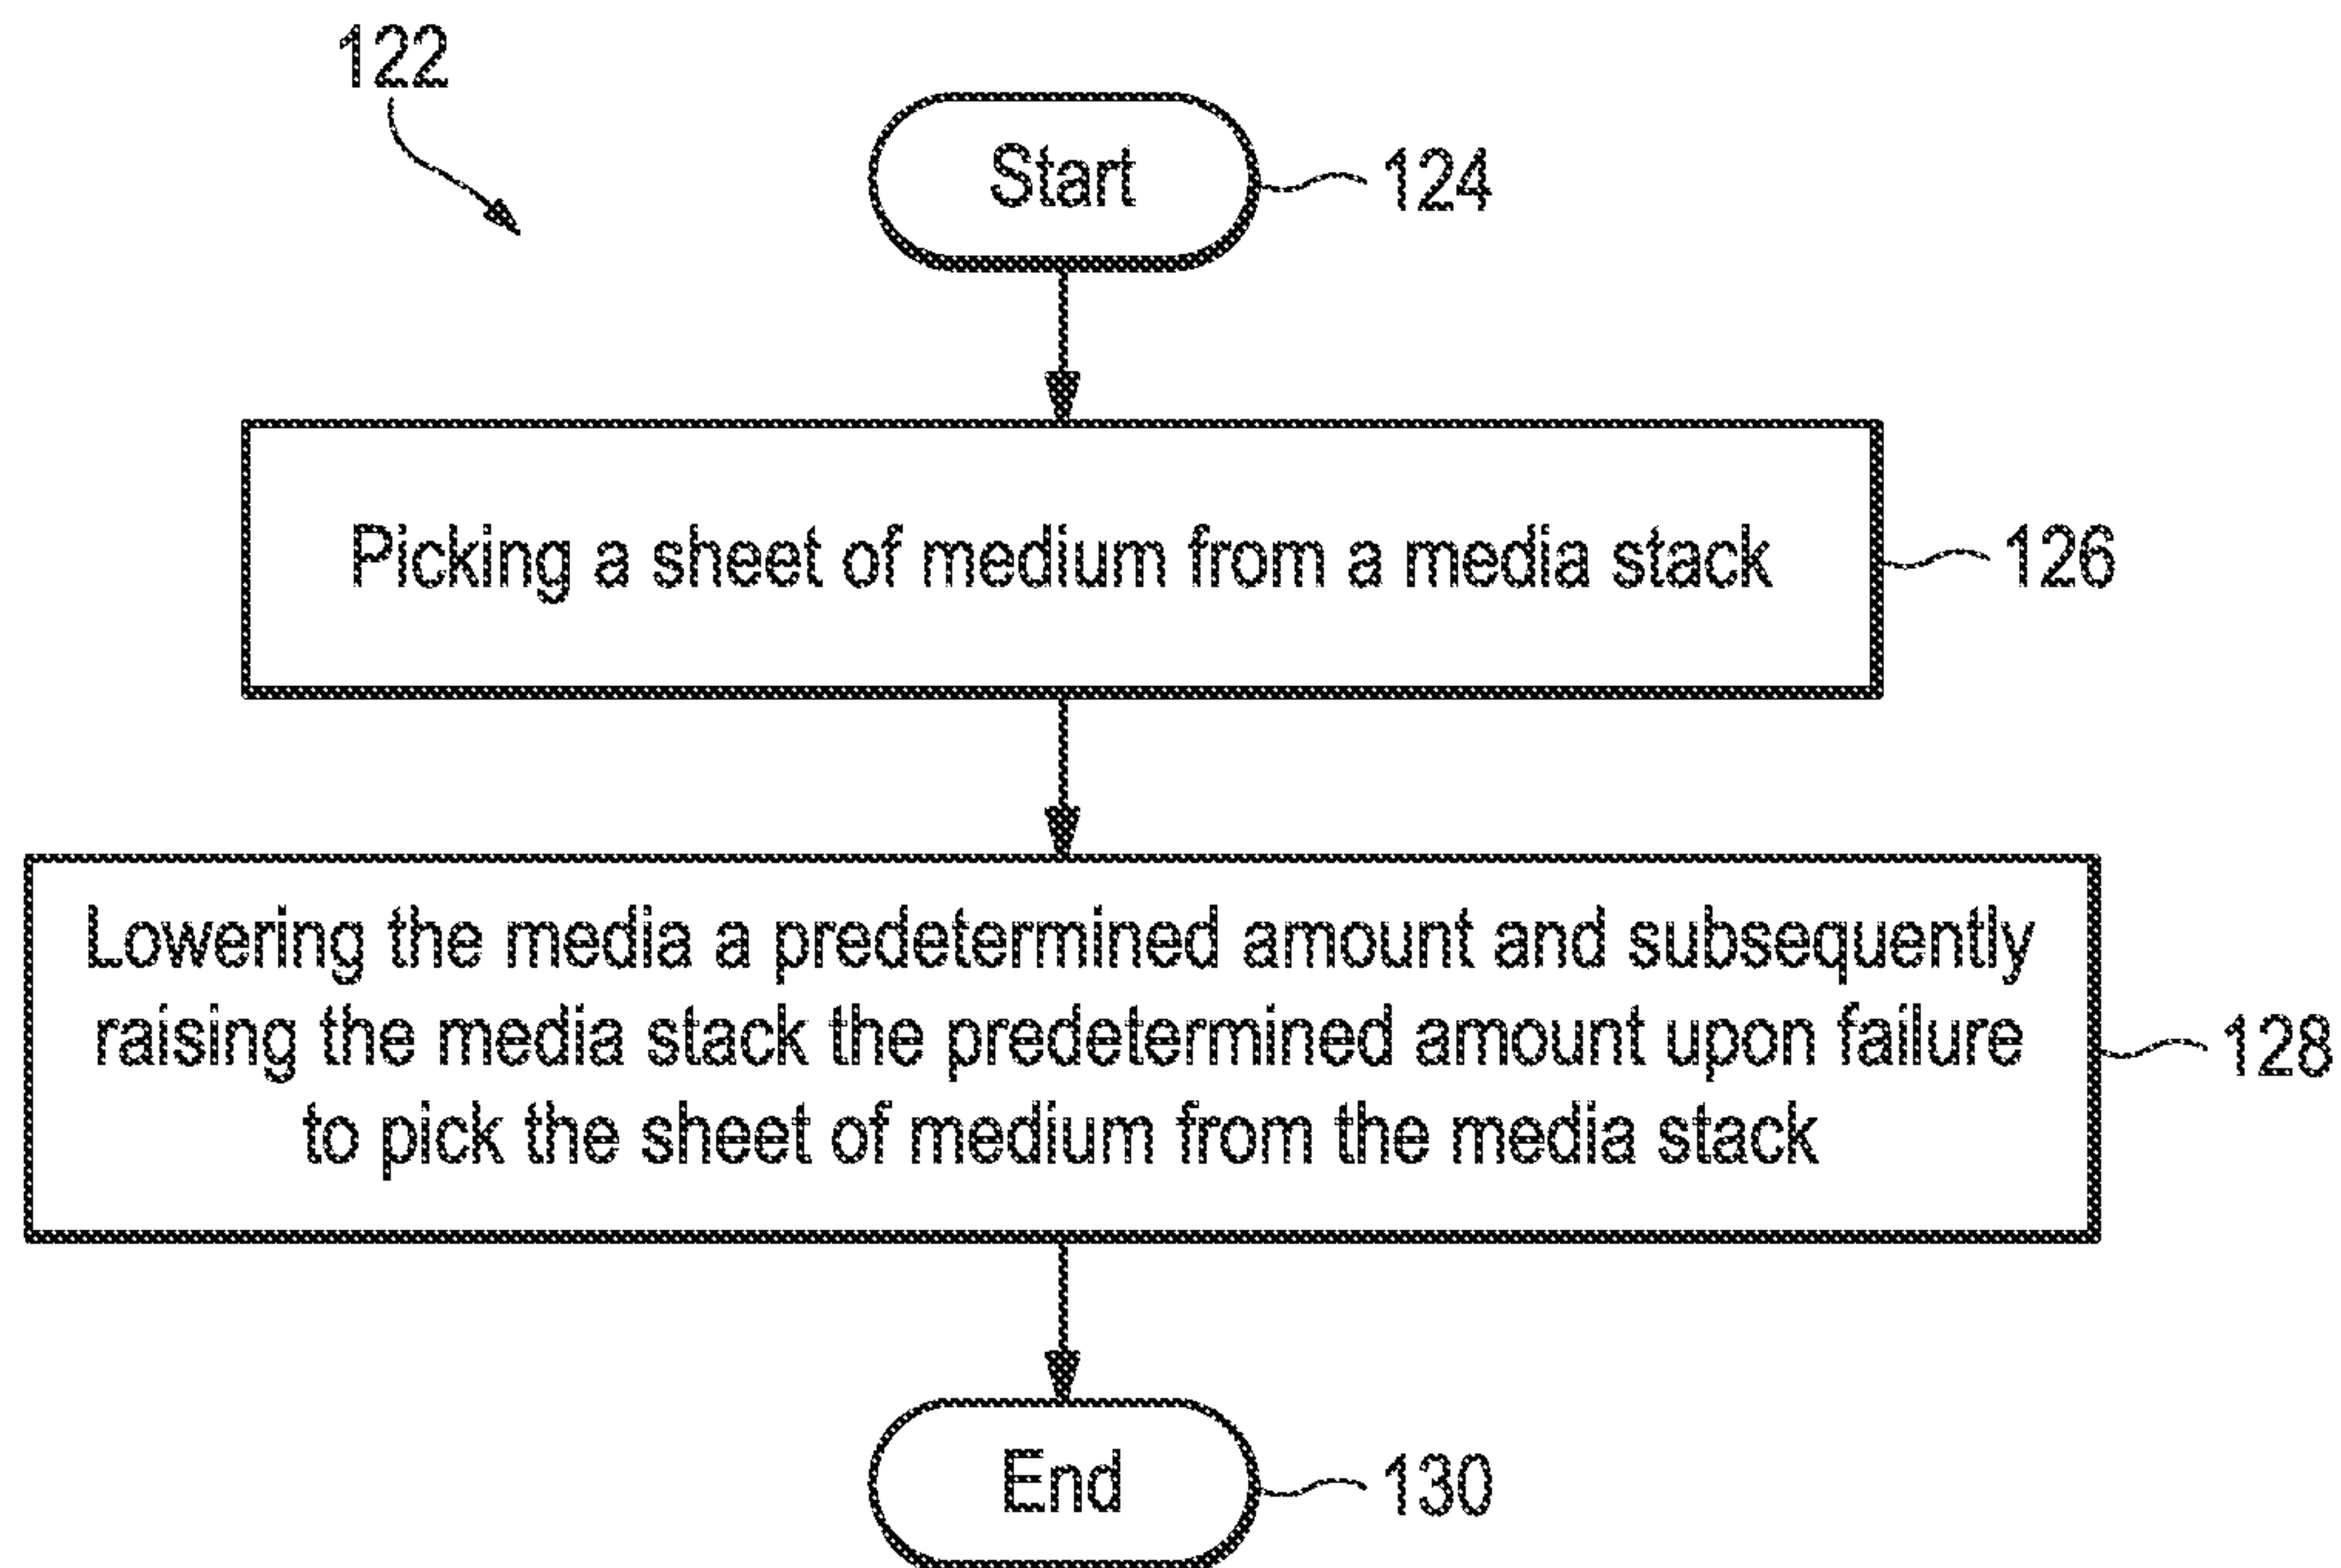 122
Start
124
Picking a sheet of medium from a media stack
126
Lowering the media a predetermined amount and subsequently
raising the media stack the predetermined amount upon failure
to pick the sheet of medium from the media stack
128
End
130